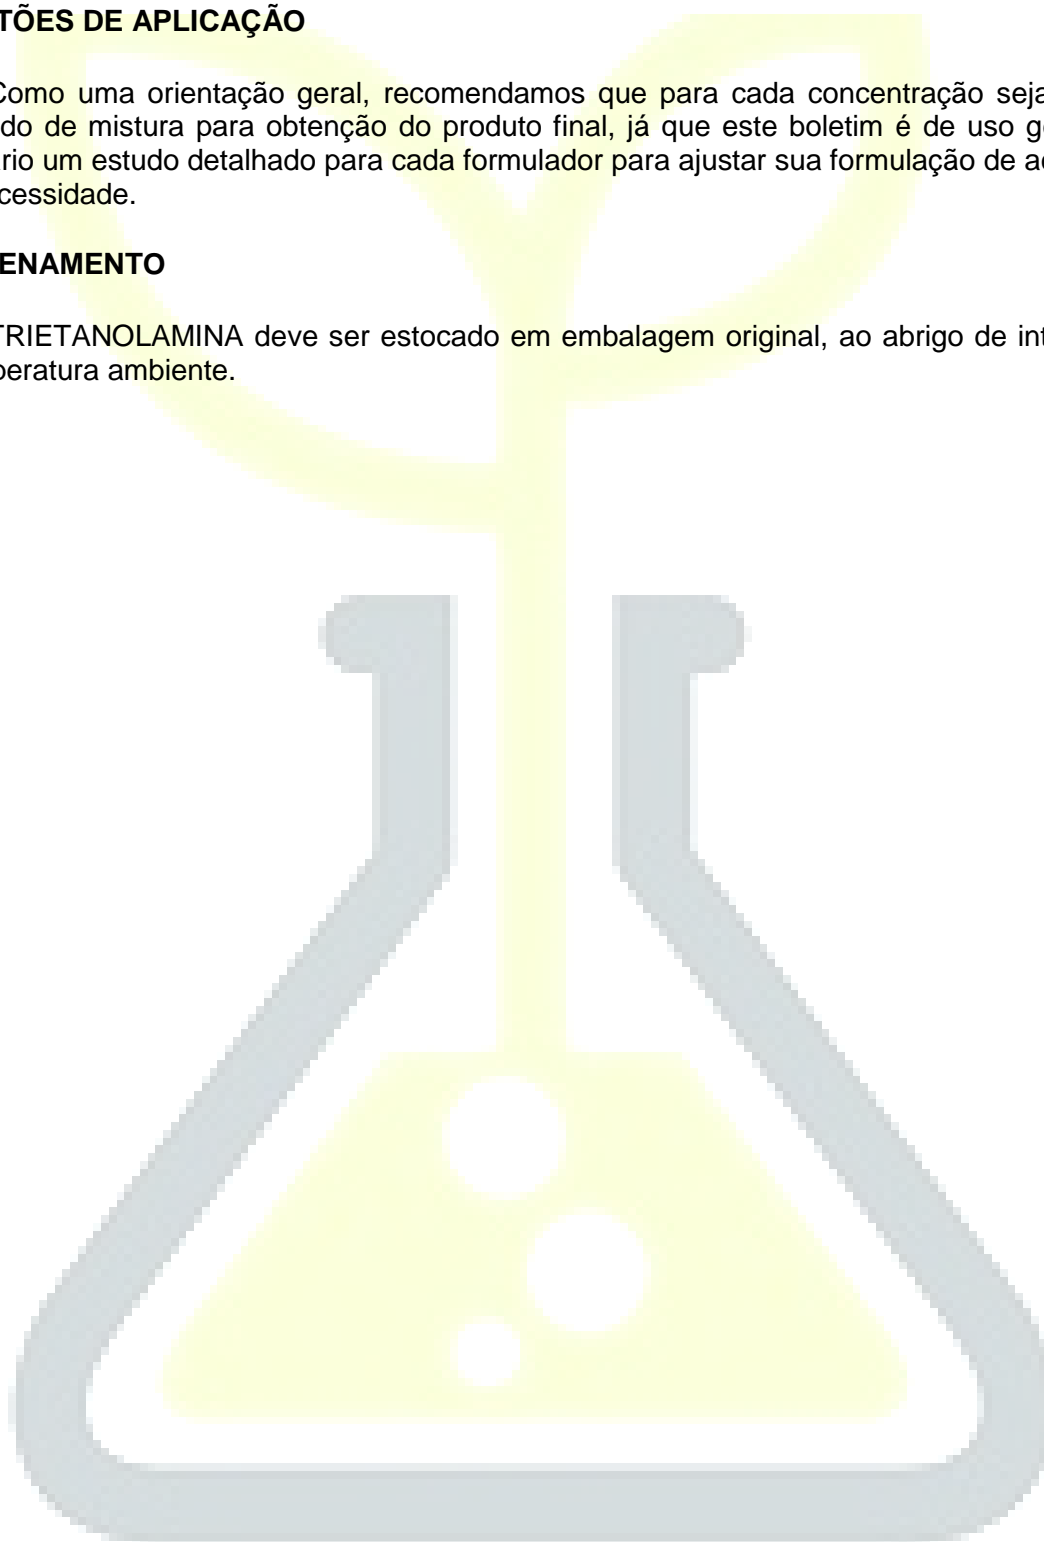 TÕES DE APLICAÇÃO
Como uma orientação geral, recomendamos que para cada concentração seja
do de mistura para obtenção do produto final, já que este boletim é de uso ge
rio um estudo detalhado para cada formulador para ajustar sua formulação de ac
cessidade.
ENAMENTO
TRIETANOLAMINA deve ser estocado em embalagem original, ao abrigo de int
peratura ambiente.